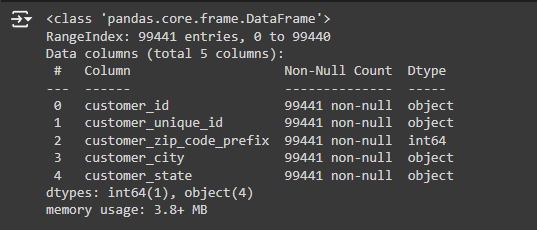 <class 'pandas.core.frame.DataFrame'>
RangeIndex: 99441 entries, 0 to 99440
Data columns (total 5 columns):
 #   Column                    Non-Null Count  Dtype
---  ------                    --------------  -----
 0   customer_id               99441 non-null  object
 1   customer_unique_id        99441 non-null  object
 2   customer_zip_code_prefix  99441 non-null  int64
 3   customer_city             99441 non-null  object
 4   customer_state            99441 non-null  object
dtypes: int64(1), object(4)
memory usage: 3.8+ MB